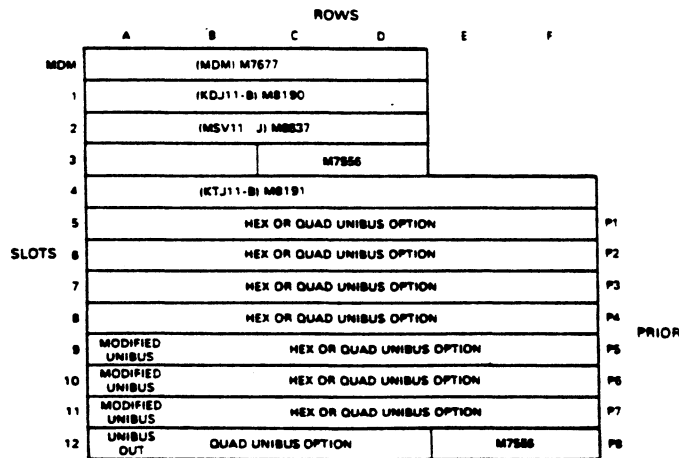 ROWS
A B C D E F
MDM (MDM) M7677
1 (KDJ11-B) M8190
2 (MSV11 J) M8637
3 M7556
4 (KTJ11-B) M8191
5 HEX OR QUAD UNIBUS OPTION P1
SLOTS 6 HEX OR QUAD UNIBUS OPTION P2
7 HEX OR QUAD UNIBUS OPTION P3
8 HEX OR QUAD UNIBUS OPTION P4
PRIOR
9 MODIFIED UNIBUS HEX OR QUAD UNIBUS OPTION P5
10 MODIFIED UNIBUS HEX OR QUAD UNIBUS OPTION P6
11 MODIFIED UNIBUS HEX OR QUAD UNIBUS OPTION P7
12 UNIBUS OUT QUAD UNIBUS OPTION M7556 P8